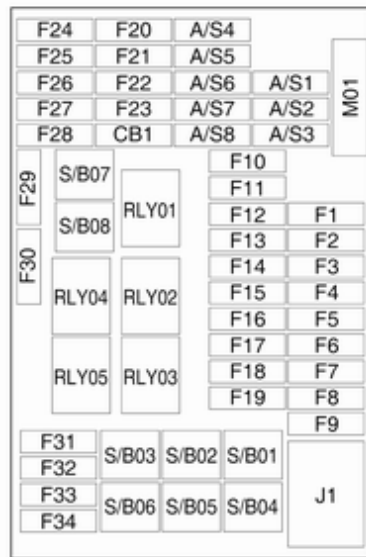 F24 F20 A/S4
F25 F21 A/S5
F26 F22 A/S6 A/S1
F27 F23 A/S7 A/S2
F28 CB1 A/S8 A/S3
M01
F29
S/B07
RLY01
F10
F11
S/B08
F12 F1
F30
F13 F2
F14 F3
RLY04 RLY02
F15 F4
F16 F5
F17 F6
RLY05 RLY03
F18 F7
F19 F8
F9
F31
S/B03 S/B02 S/B01
F32
F33
S/B06 S/B05 S/B04
J1
F34